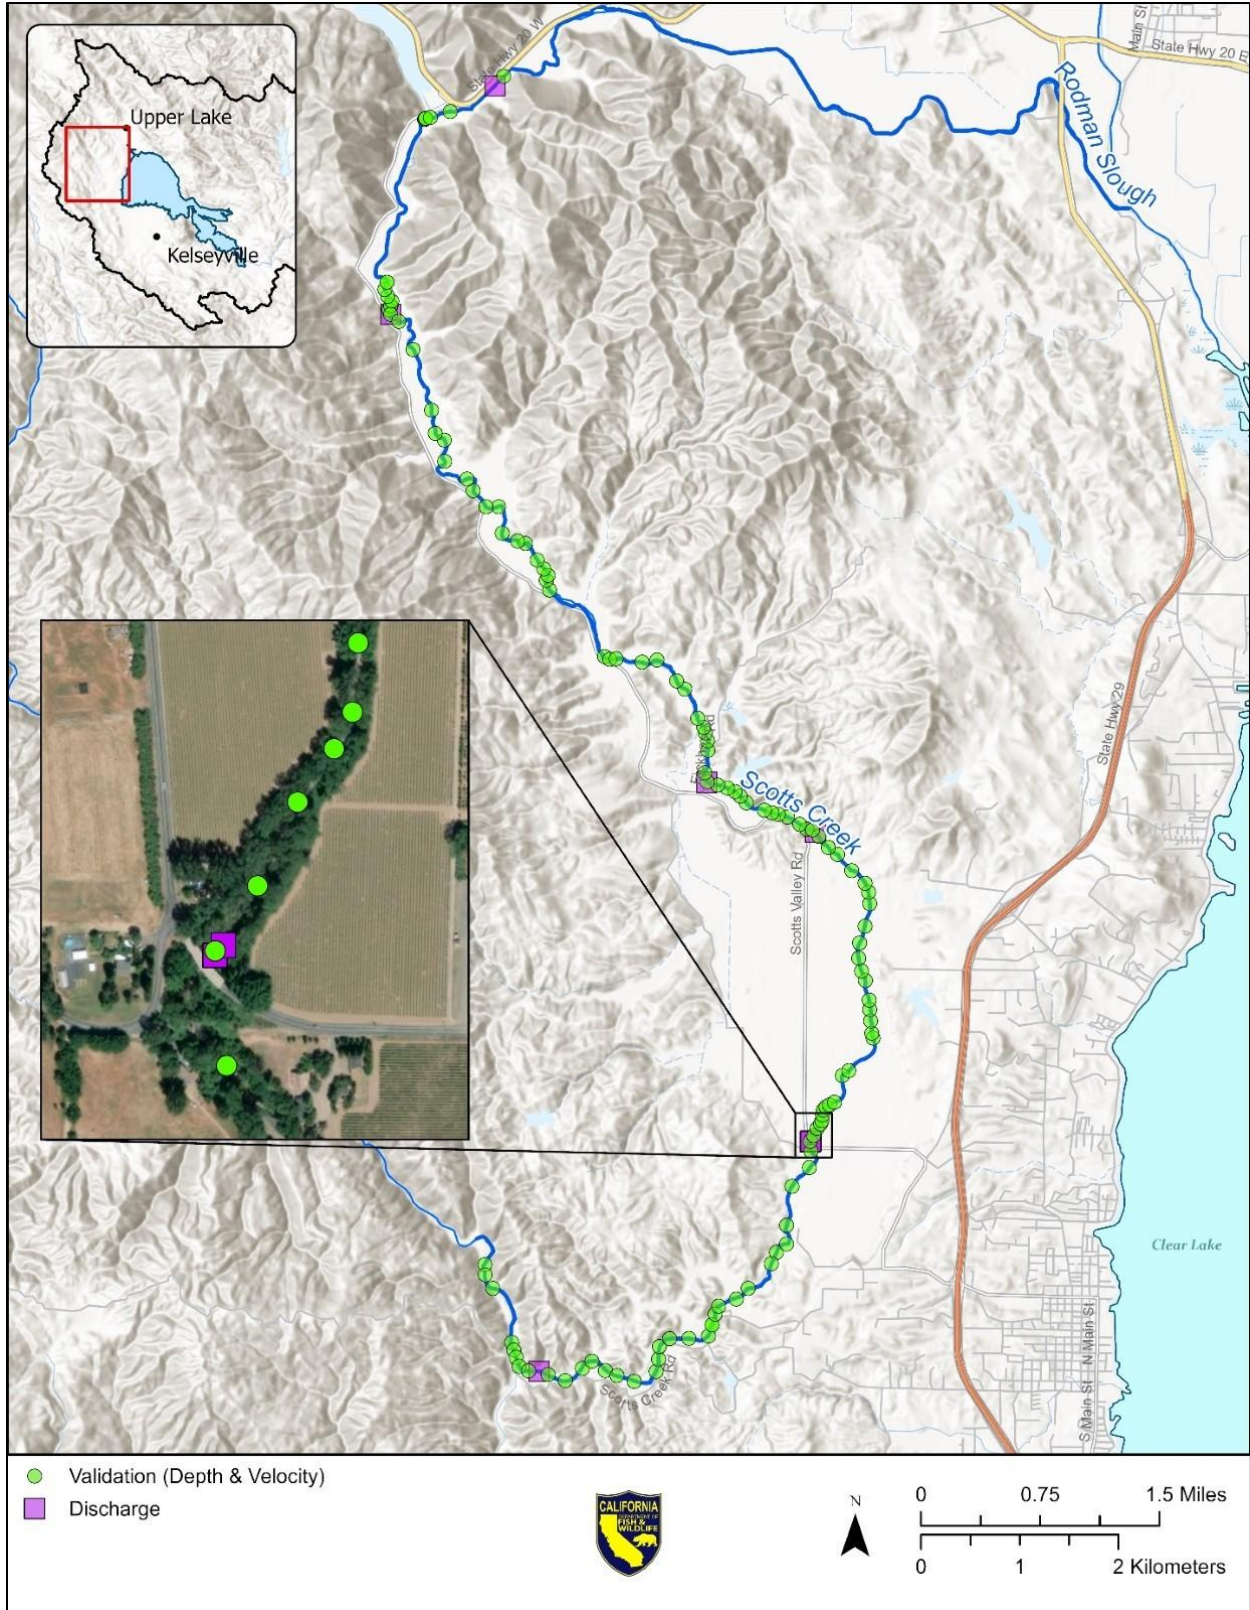 State Hwy 20 W
Main St
State Hwy 20 E
Rodman Slough
Upper Lake
Kelseyville
State Hwy 29
Scotts Creek
Scotts Valley Rd
Clear Lake
N Main St
S Main St
Scotts Creek Rd
Validation (Depth & Velocity)
Discharge
CALIFORNIA
DEPARTMENT OF
FISH &
WILDLIFE
N
0 0.75 1.5 Miles
0 1 2 Kilometers